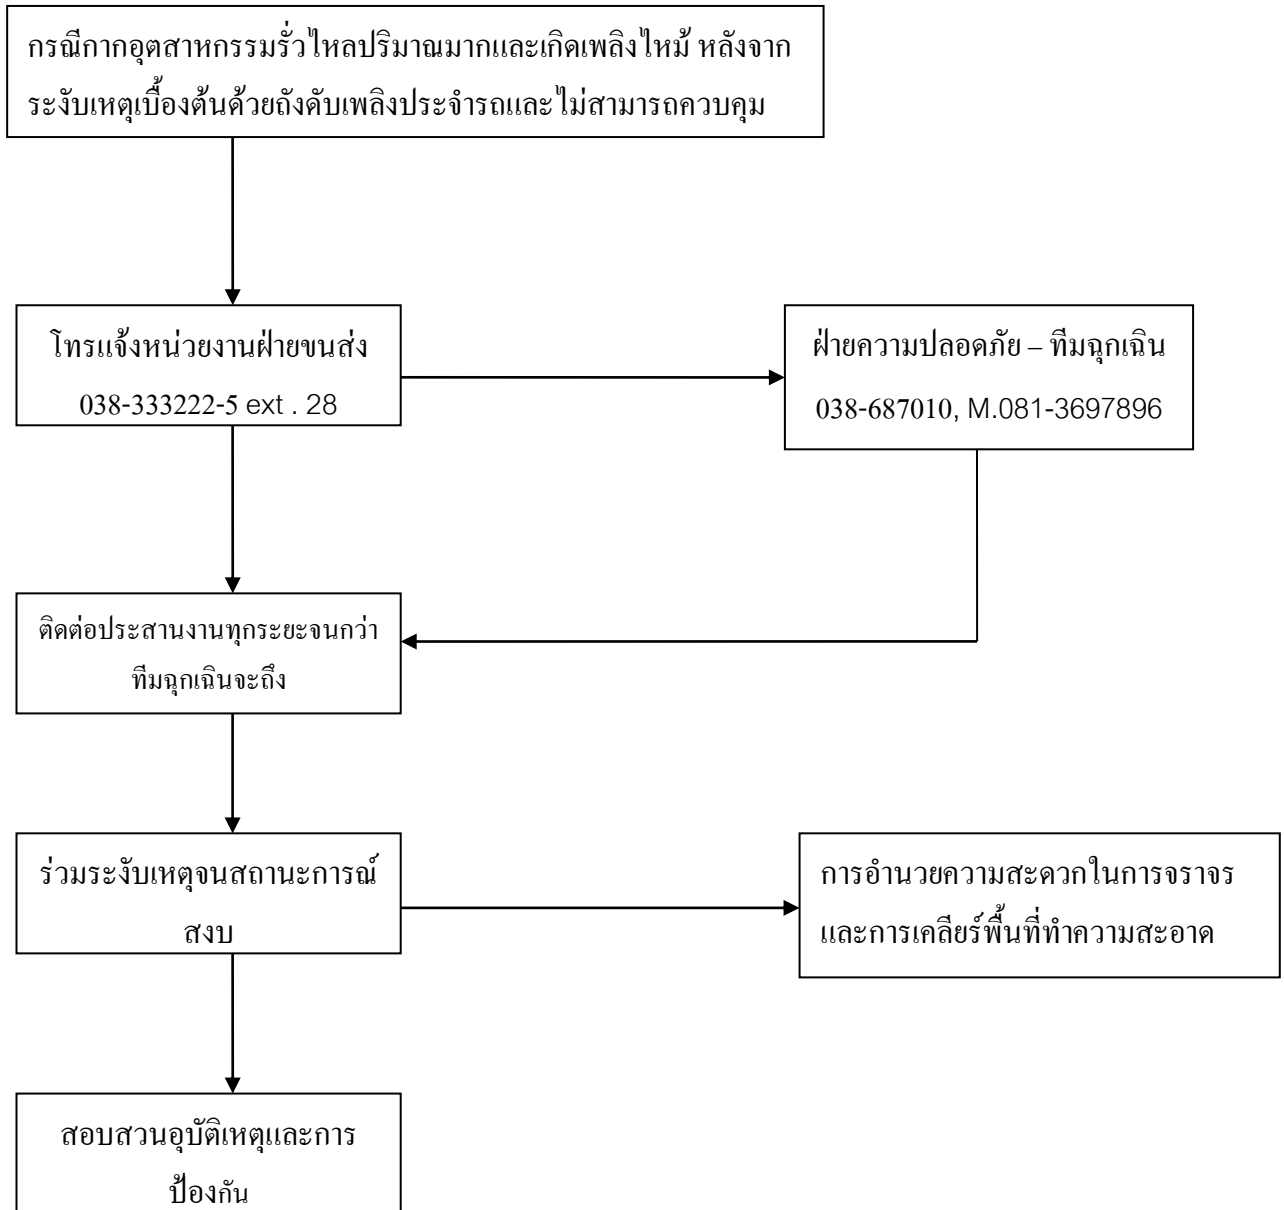 กรณีกากอุตสาหกรรมรั่วไหลปริมาณมากและเกิดเพลิงไหม้ หลังจาก
ระงับเหตุเบื้องต้นด้วยถังดับเพลิงประจำรถและไม่สามารถควบคุม
โทรแจ้งหน่วยงานฝ่ายขนส่ง
038-333222-5 ext . 28
ฝ่ายความปลอดภัย – ทีมฉุกเฉิน
038-687010, M.081-3697896
ติดต่อประสานงานทุกระยะจนกว่า
ทีมฉุกเฉินจะถึง
ร่วมระงับเหตุจนสถานะการณ์
สงบ
การอำนวยความสะดวกในการจราจร
และการเคลียร์พื้นที่ทำความสะอาด
สอบสวนอุบัติเหตุและการ
ป้องกัน